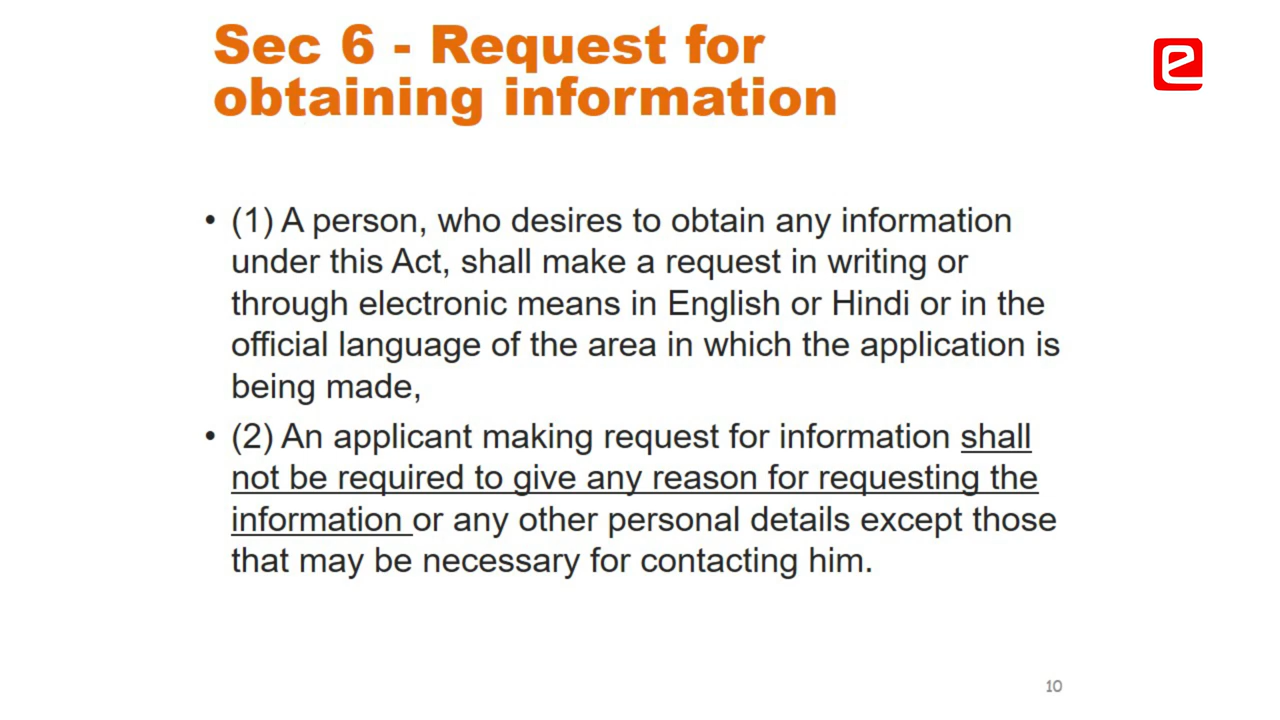 Sec 6 - Request for
obtaining information
• (1) A person, who desires to obtain any information
under this Act, shall make a request in writing or
through electronic means in English or Hindi or in the
official language of the area in which the application is
being made,
• (2) An applicant making request for information shall
not be required to give any reason for requesting the
information or any other personal details except those
that may be necessary for contacting him.
10